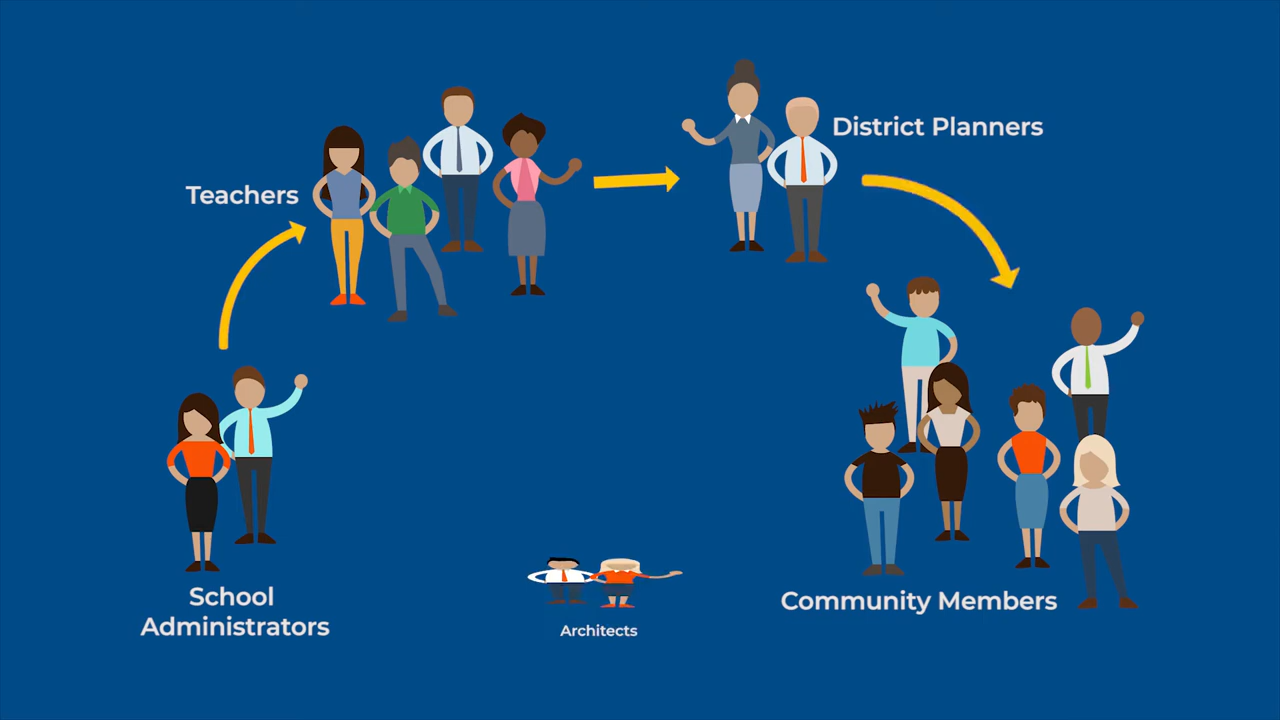 District Planners
Teachers
School
Administrators
Community Members
Architects